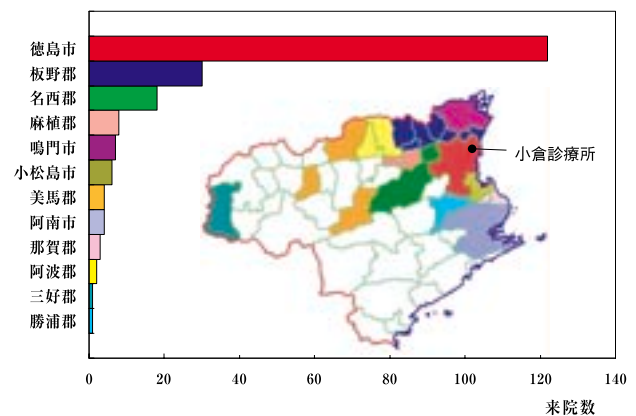 徳島市
板野郡
名西郡
麻植郡
鳴門市
小松島市
美馬郡
阿南市
那賀郡
阿波郡
三好郡
勝浦郡
小倉診療所
0 20 40 60 80 100 120 140
来院数